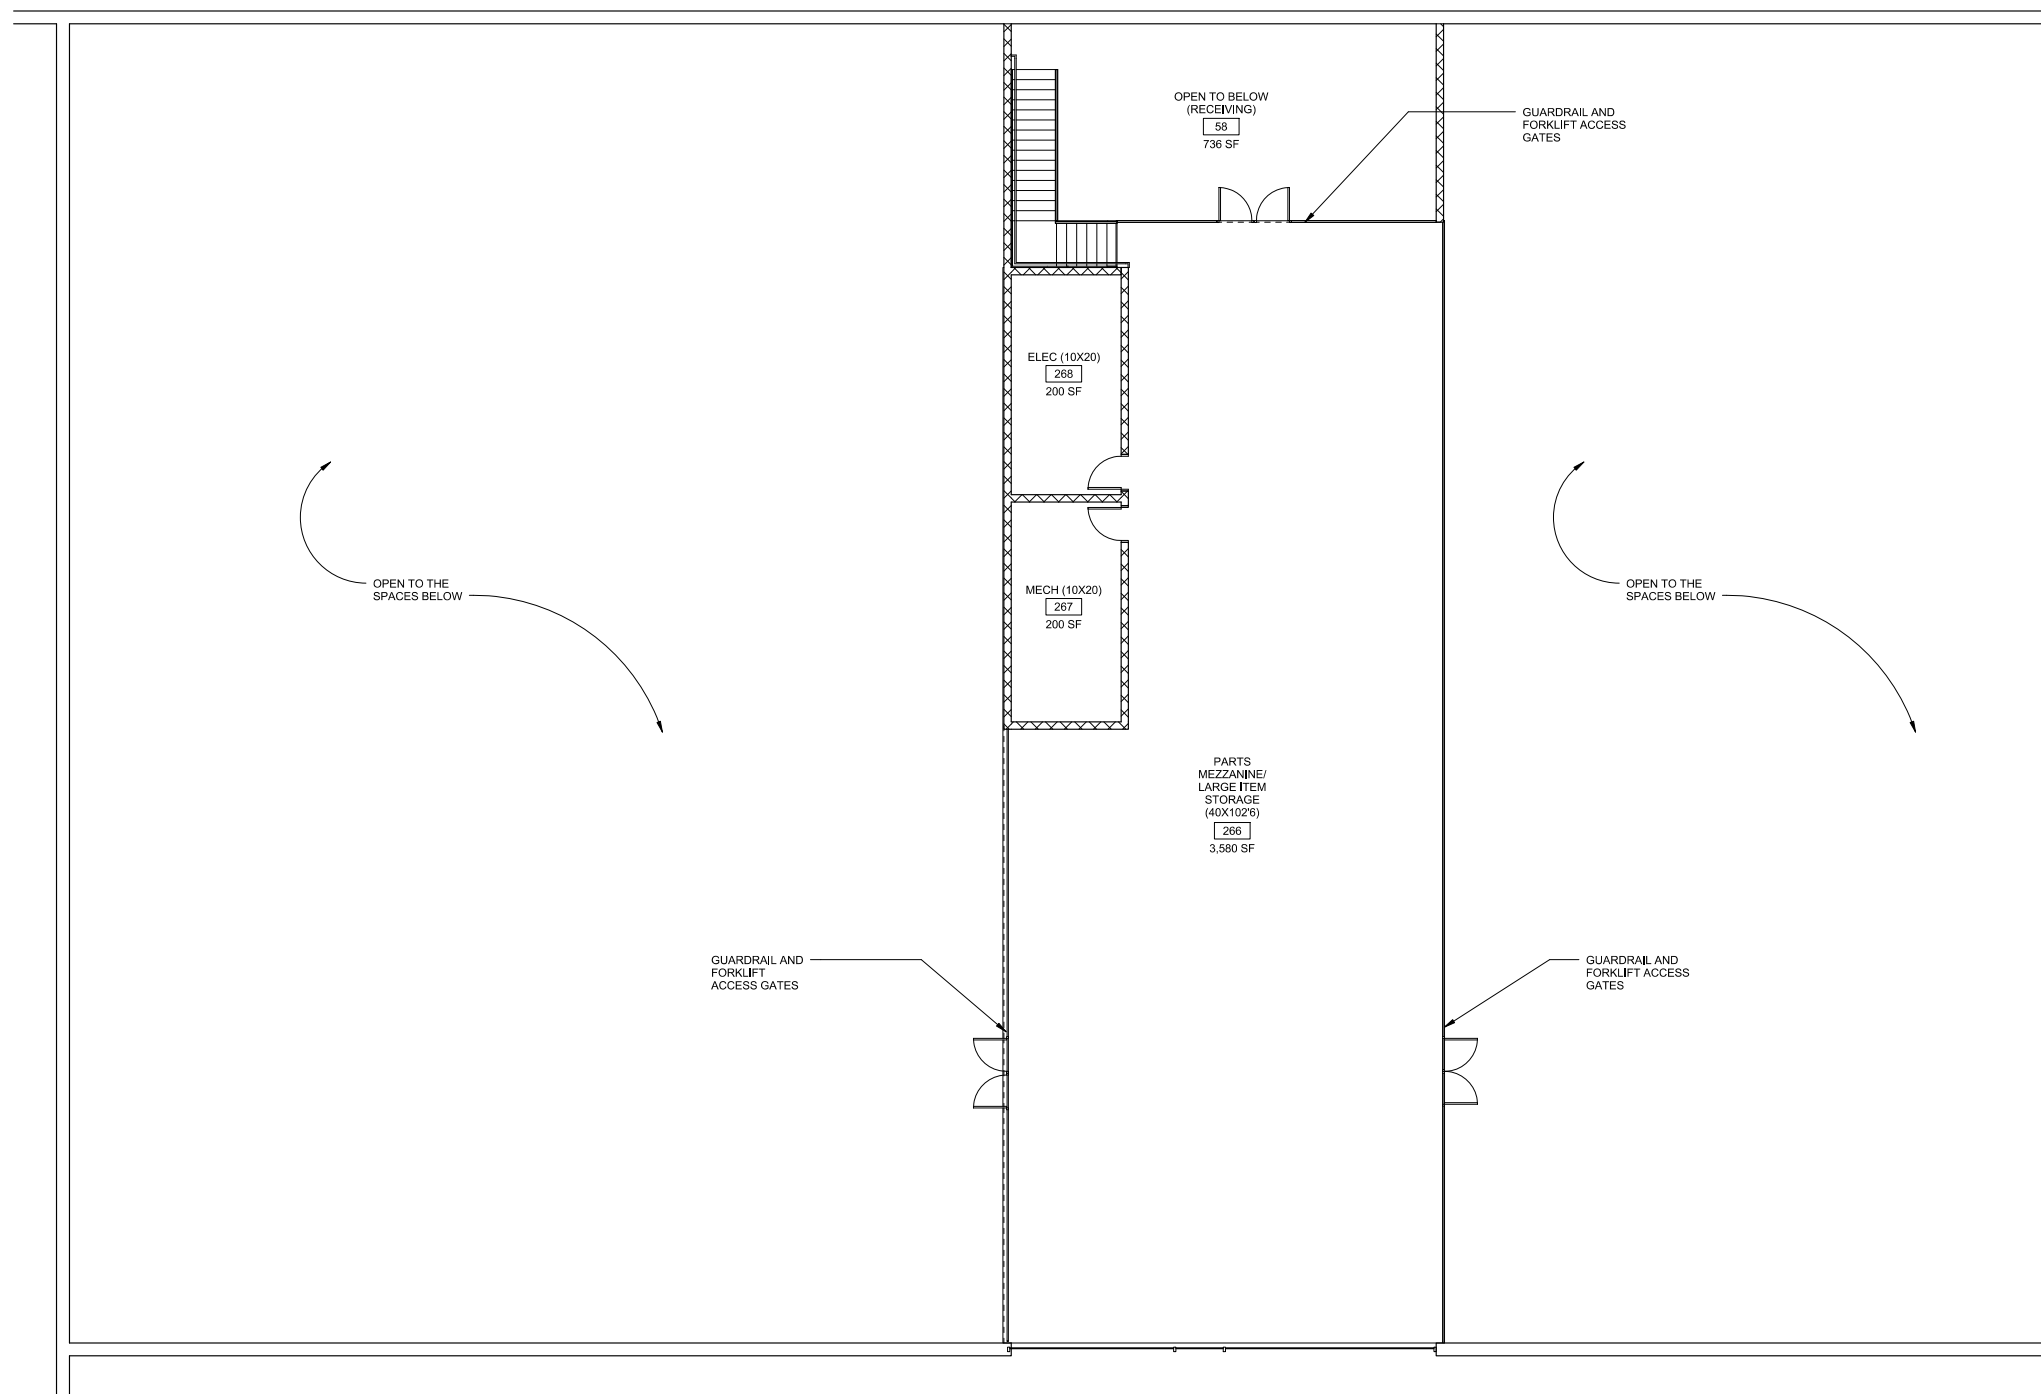 OPEN TO BELOW
(RECEIVING)
58
736 SF
GUARDRAIL AND
FORKLIFT ACCESS
GATES
ELEC (10X20)
268
200 SF
OPEN TO THE
SPACES BELOW
MECH (10X20)
267
200 SF
OPEN TO THE
SPACES BELOW
PARTS
MEZZANINE/
LARGE ITEM
STORAGE
(40X102'6)
266
3,580 SF
GUARDRAIL AND
FORKLIFT
ACCESS GATES
GUARDRAIL AND
FORKLIFT ACCESS
GATES